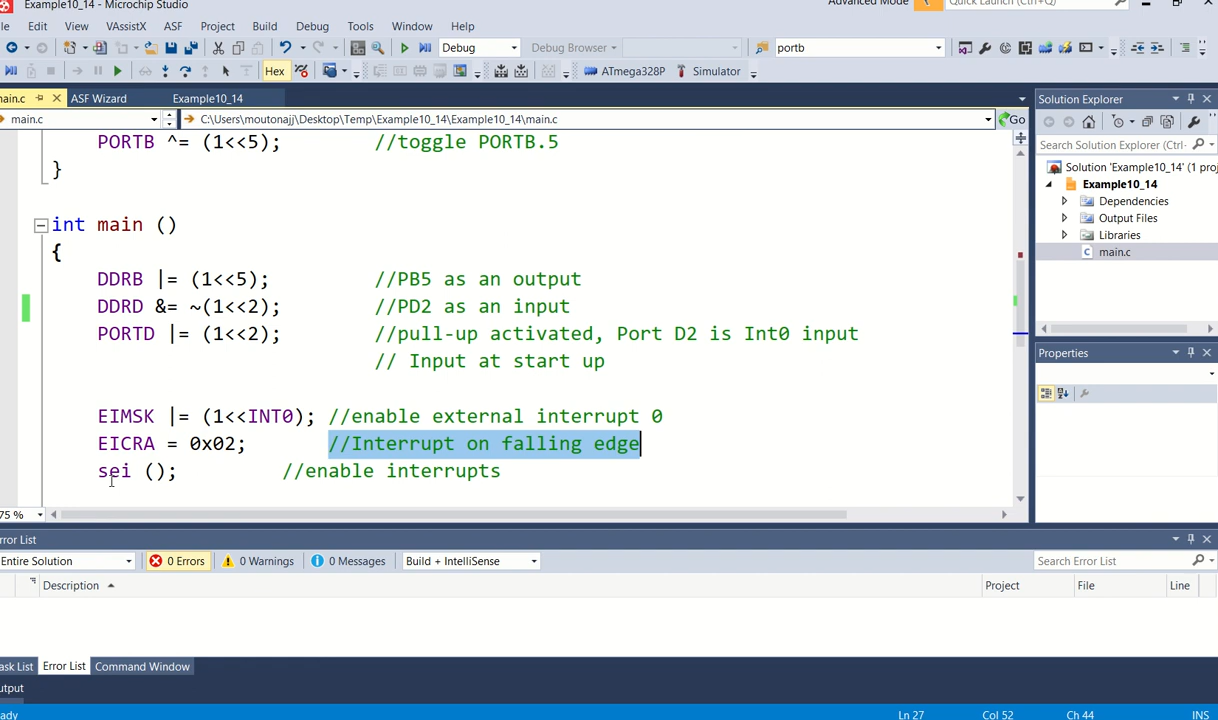 Example10_14 - Microchip Studio
Advanced Mode
Quick Launch (Ctrl+Q)
Edit View VAssistX ASF Project Build Debug Tools Window Help
Debug Debug Browser portb
Hex ATmega328P Simulator
main.c ASF Wizard Example10_14
main.c C:\Users\moutonajj\Desktop\Temp\Example10_14\Example10_14\main.c Go
PORTB ^= (1<<5); //toggle PORTB.5
}
int main ()
{
DDRB |= (1<<5); //PB5 as an output
DDRD &= ~(1<<2); //PD2 as an input
PORTD |= (1<<2); //pull-up activated, Port D2 is Int0 input
// Input at start up
EIMSK |= (1<<INT0); //enable external interrupt 0
EICRA = 0x02; //Interrupt on falling edge
sei (); //enable interrupts
75 %
Solution Explorer
Search Solution Explorer (Ctrl-
Solution 'Example10_14' (1 proj
Example10_14
Dependencies
Output Files
Libraries
main.c
Properties
rror List
Entire Solution 0 Errors 0 Warnings 0 Messages Build + IntelliSense Search Error List
Description Project File Line
ask List Error List Command Window
utput
ady Ln 27 Col 52 Ch 44 INS